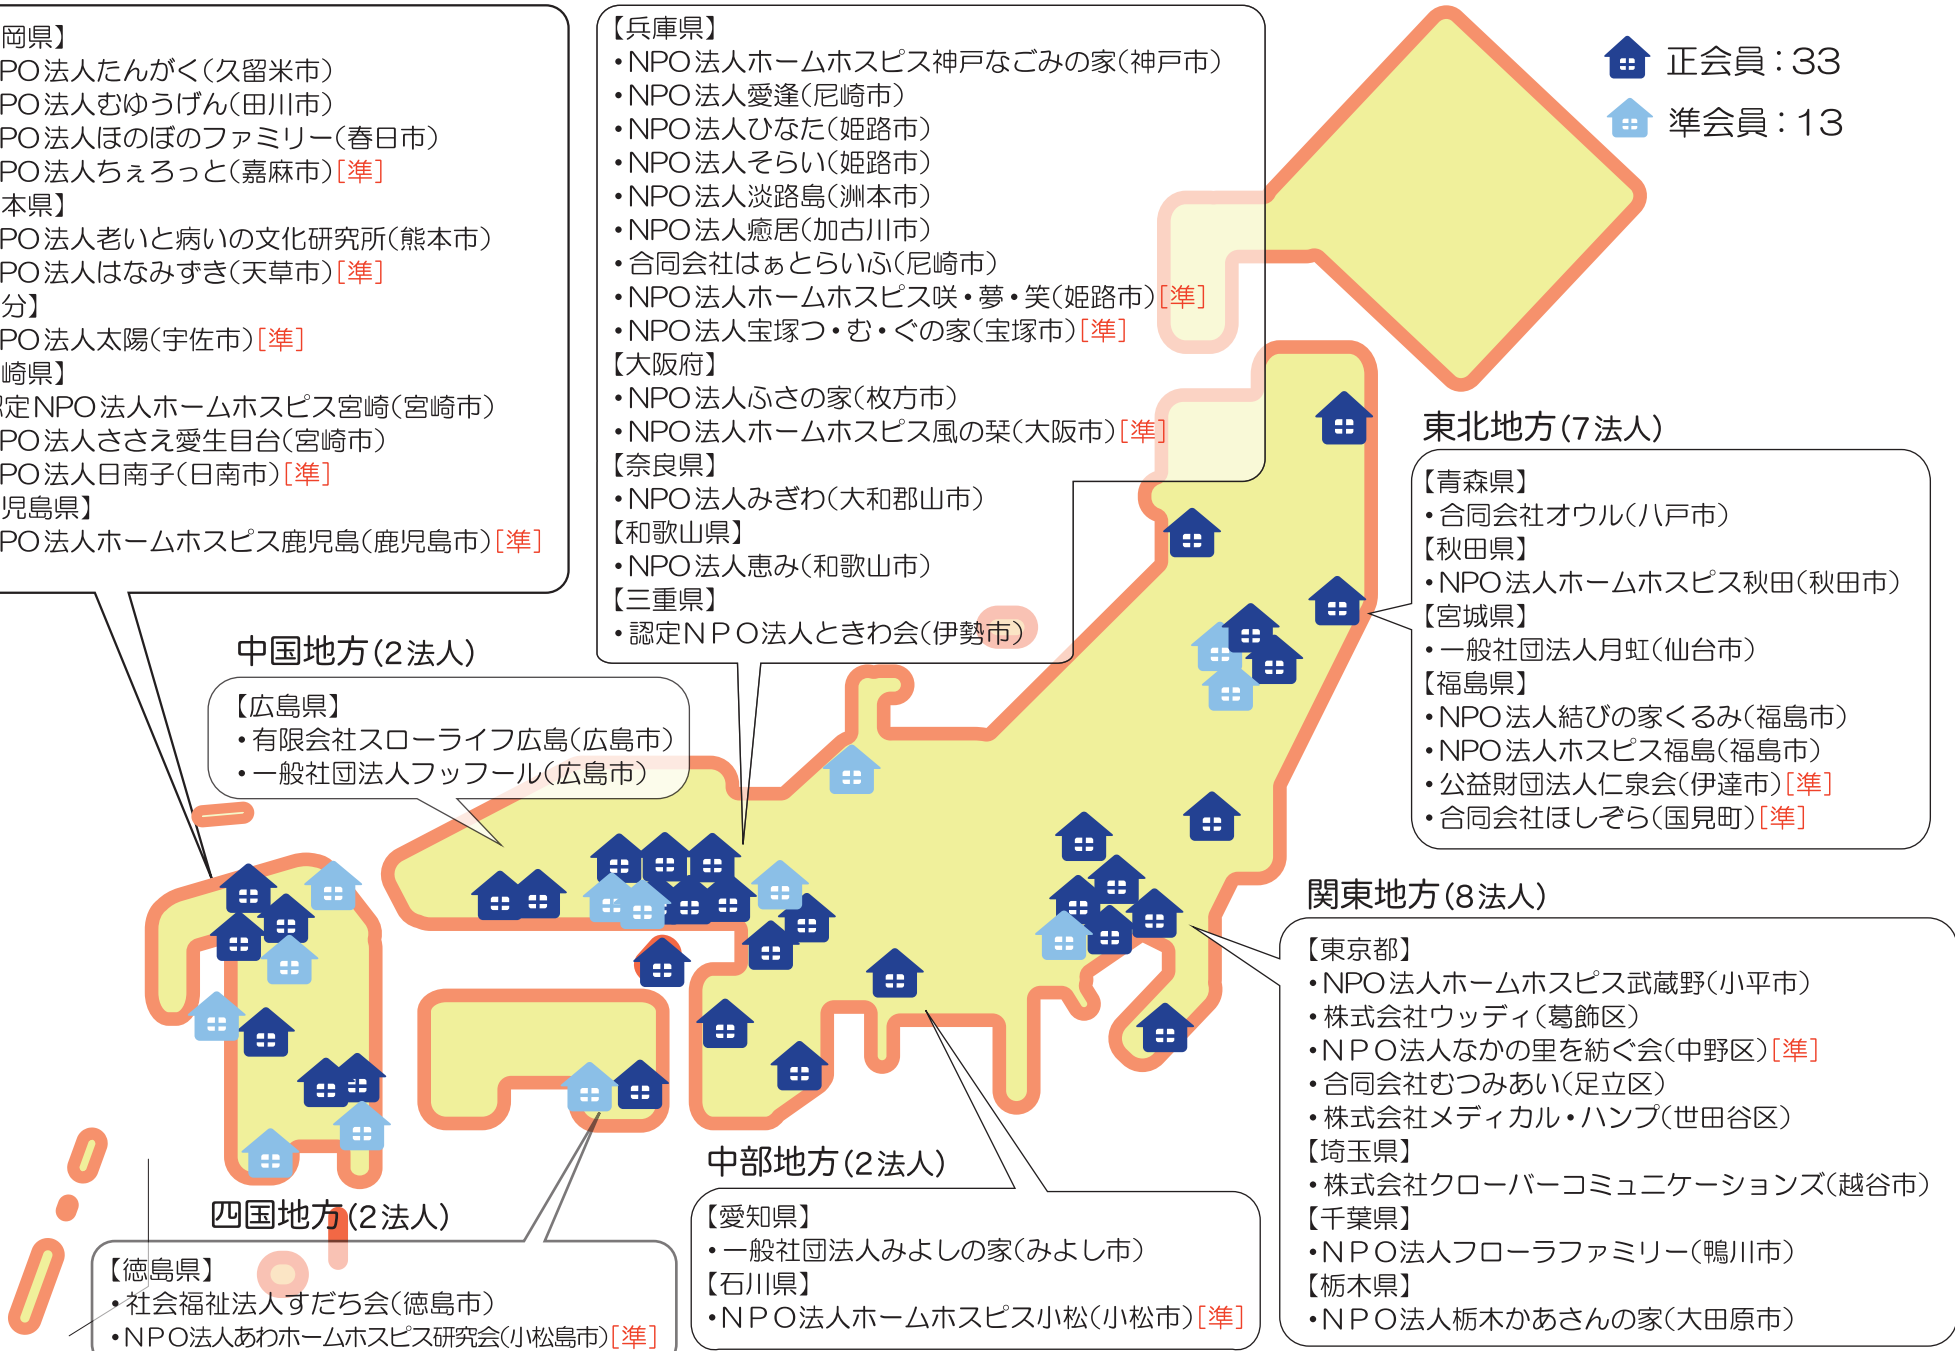 岡県】
PO法人たんがく(久留米市)
PO法人むゆうげん(田川市)
PO法人ほのぼのファミリー(春日市)
PO法人ちぇろっと(嘉麻市)[準]
本県】
PO法人老いと病いの文化研究所(熊本市)
PO法人はなみずき(天草市)[準]
分】
PO法人太陽(宇佐市)[準]
崎県】
定NPO法人ホームホスピス宮崎(宮崎市)
PO法人ささえ愛生目台(宮崎市)
PO法人日南子(日南市)[準]
児島県】
PO法人ホームホスピス鹿児島(鹿児島市)[準]
【兵庫県】
・NPO法人ホームホスピス神戸なごみの家(神戸市)
・NPO法人愛逢(尼崎市)
・NPO法人ひなた(姫路市)
・NPO法人そらい(姫路市)
・NPO法人淡路島(洲本市)
・NPO法人癒居(加古川市)
・合同会社はぁとらいふ(尼崎市)
・NPO法人ホームホスピス咲・夢・笑(姫路市)[準]
・NPO法人宝塚つ・む・ぐの家(宝塚市)[準]
【大阪府】
・NPO法人ふさの家(枚方市)
・NPO法人ホームホスピス風の栞(大阪市)[準]
【奈良県】
・NPO法人みぎわ(大和郡山市)
【和歌山県】
・NPO法人恵み(和歌山市)
【三重県】
・認定ＮＰＯ法人ときわ会(伊勢市)
正会員：33
準会員：13
東北地方(7法人)
【青森県】
・合同会社オウル(八戸市)
【秋田県】
・NPO法人ホームホスピス秋田(秋田市)
【宮城県】
・一般社団法人月虹(仙台市)
【福島県】
・NPO法人結びの家くるみ(福島市)
・NPO法人ホスピス福島(福島市)
・公益財団法人仁泉会(伊達市)[準]
・合同会社ほしぞら(国見町)[準]
中国地方(2法人)
【広島県】
・有限会社スローライフ広島(広島市)
・一般社団法人フッフール(広島市)
関東地方(8法人)
【東京都】
・NPO法人ホームホスピス武蔵野(小平市)
・株式会社ウッディ(葛飾区)
・ＮＰＯ法人なかの里を紡ぐ会(中野区)[準]
・合同会社むつみあい(足立区)
・株式会社メディカル・ハンプ(世田谷区)
【埼玉県】
・株式会社クローバーコミュニケーションズ(越谷市)
【千葉県】
・ＮＰＯ法人フローラファミリー(鴨川市)
【栃木県】
・ＮＰＯ法人栃木かあさんの家(大田原市)
中部地方(2法人)
【愛知県】
・一般社団法人みよしの家(みよし市)
【石川県】
・ＮＰＯ法人ホームホスピス小松(小松市)[準]
四国地方(2法人)
【徳島県】
・社会福祉法人すだち会(徳島市)
・ＮＰＯ法人あわホームホスピス研究会(小松島市)[準]